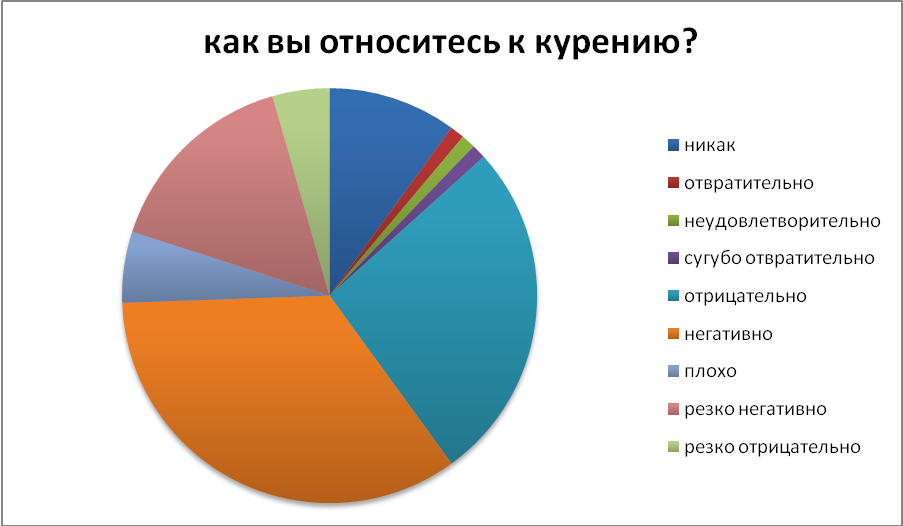 как вы относитесь к курению?
никак
отвратительно
неудовлетворительно
сугубо отвратительно
отрицательно
негативно
плохо
резко негативно
резко отрицательно